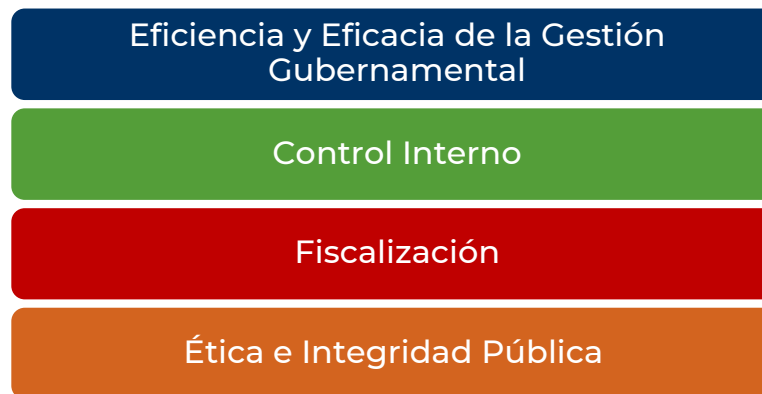 Eficiencia y Eficacia de la Gestión
Gubernamental
Control Interno
Fiscalización
Ética e Integridad Pública